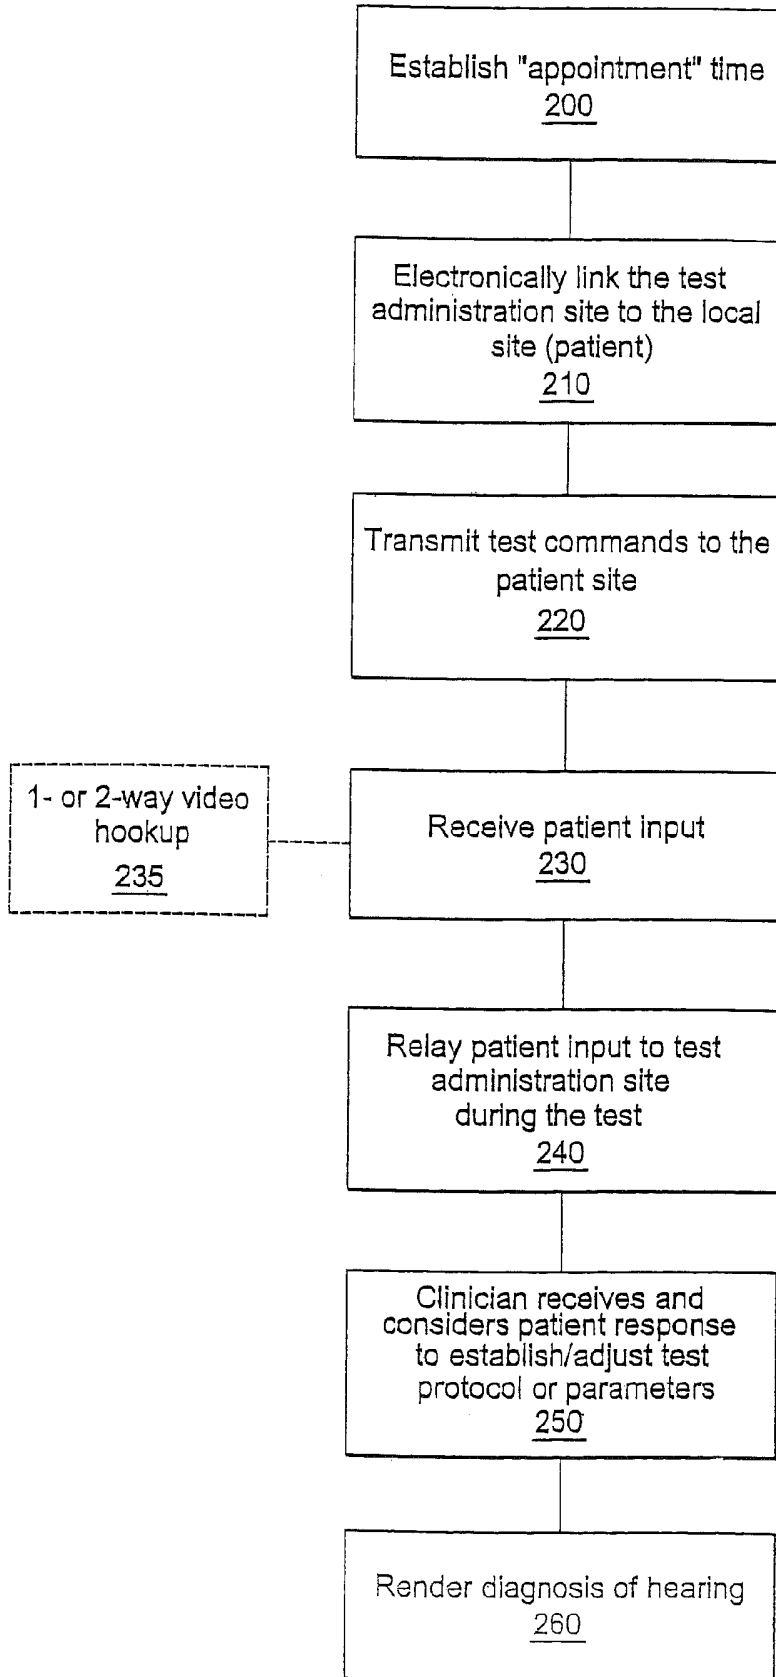 Establish "appointment" time
200
Electronically link the test
administration site to the local
site (patient)
210
Transmit test commands to the
patient site
220
1- or 2-way video
hookup
235
Receive patient input
230
Relay patient input to test
administration site
during the test
240
Clinician receives and
considers patient response
to establish/adjust test
protocol or parameters
250
Render diagnosis of hearing
260